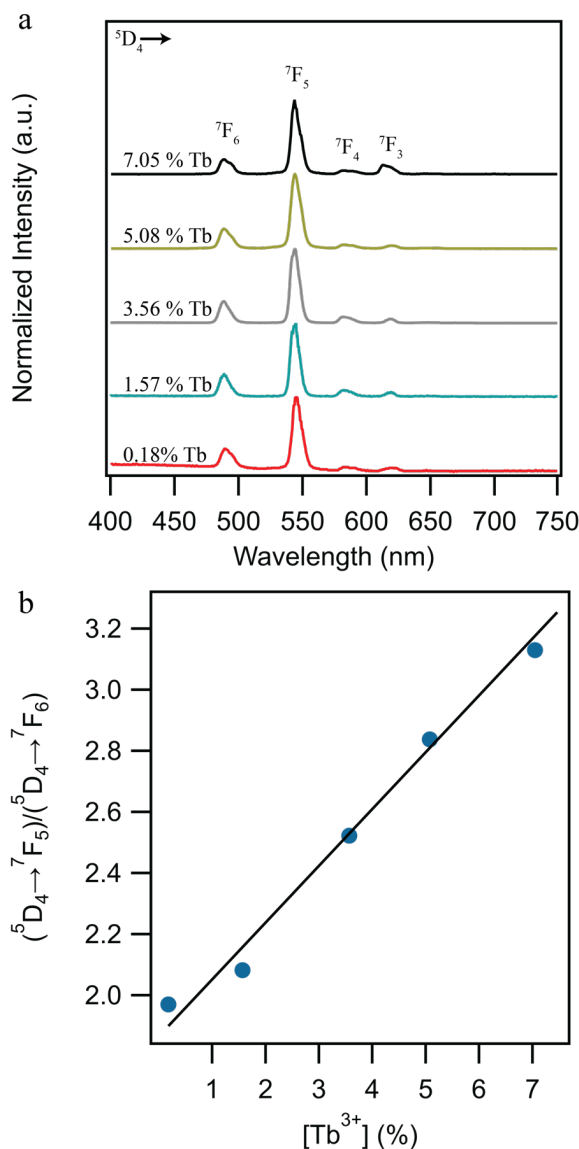 a
⁵D₄→
⁷F₅
⁷F₆
⁷F₄
⁷F₃
7.05 % Tb
5.08 % Tb
3.56 % Tb
1.57 % Tb
0.18% Tb
Normalized Intensity (a.u.)
400 450 500 550 600 650 700 750
Wavelength (nm)
b
3.2
3.0
2.8
2.6
2.4
2.2
2.0
(⁵D₄→⁷F₅)/(⁵D₄→⁷F₆)
1 2 3 4 5 6 7
[Tb³⁺] (%)